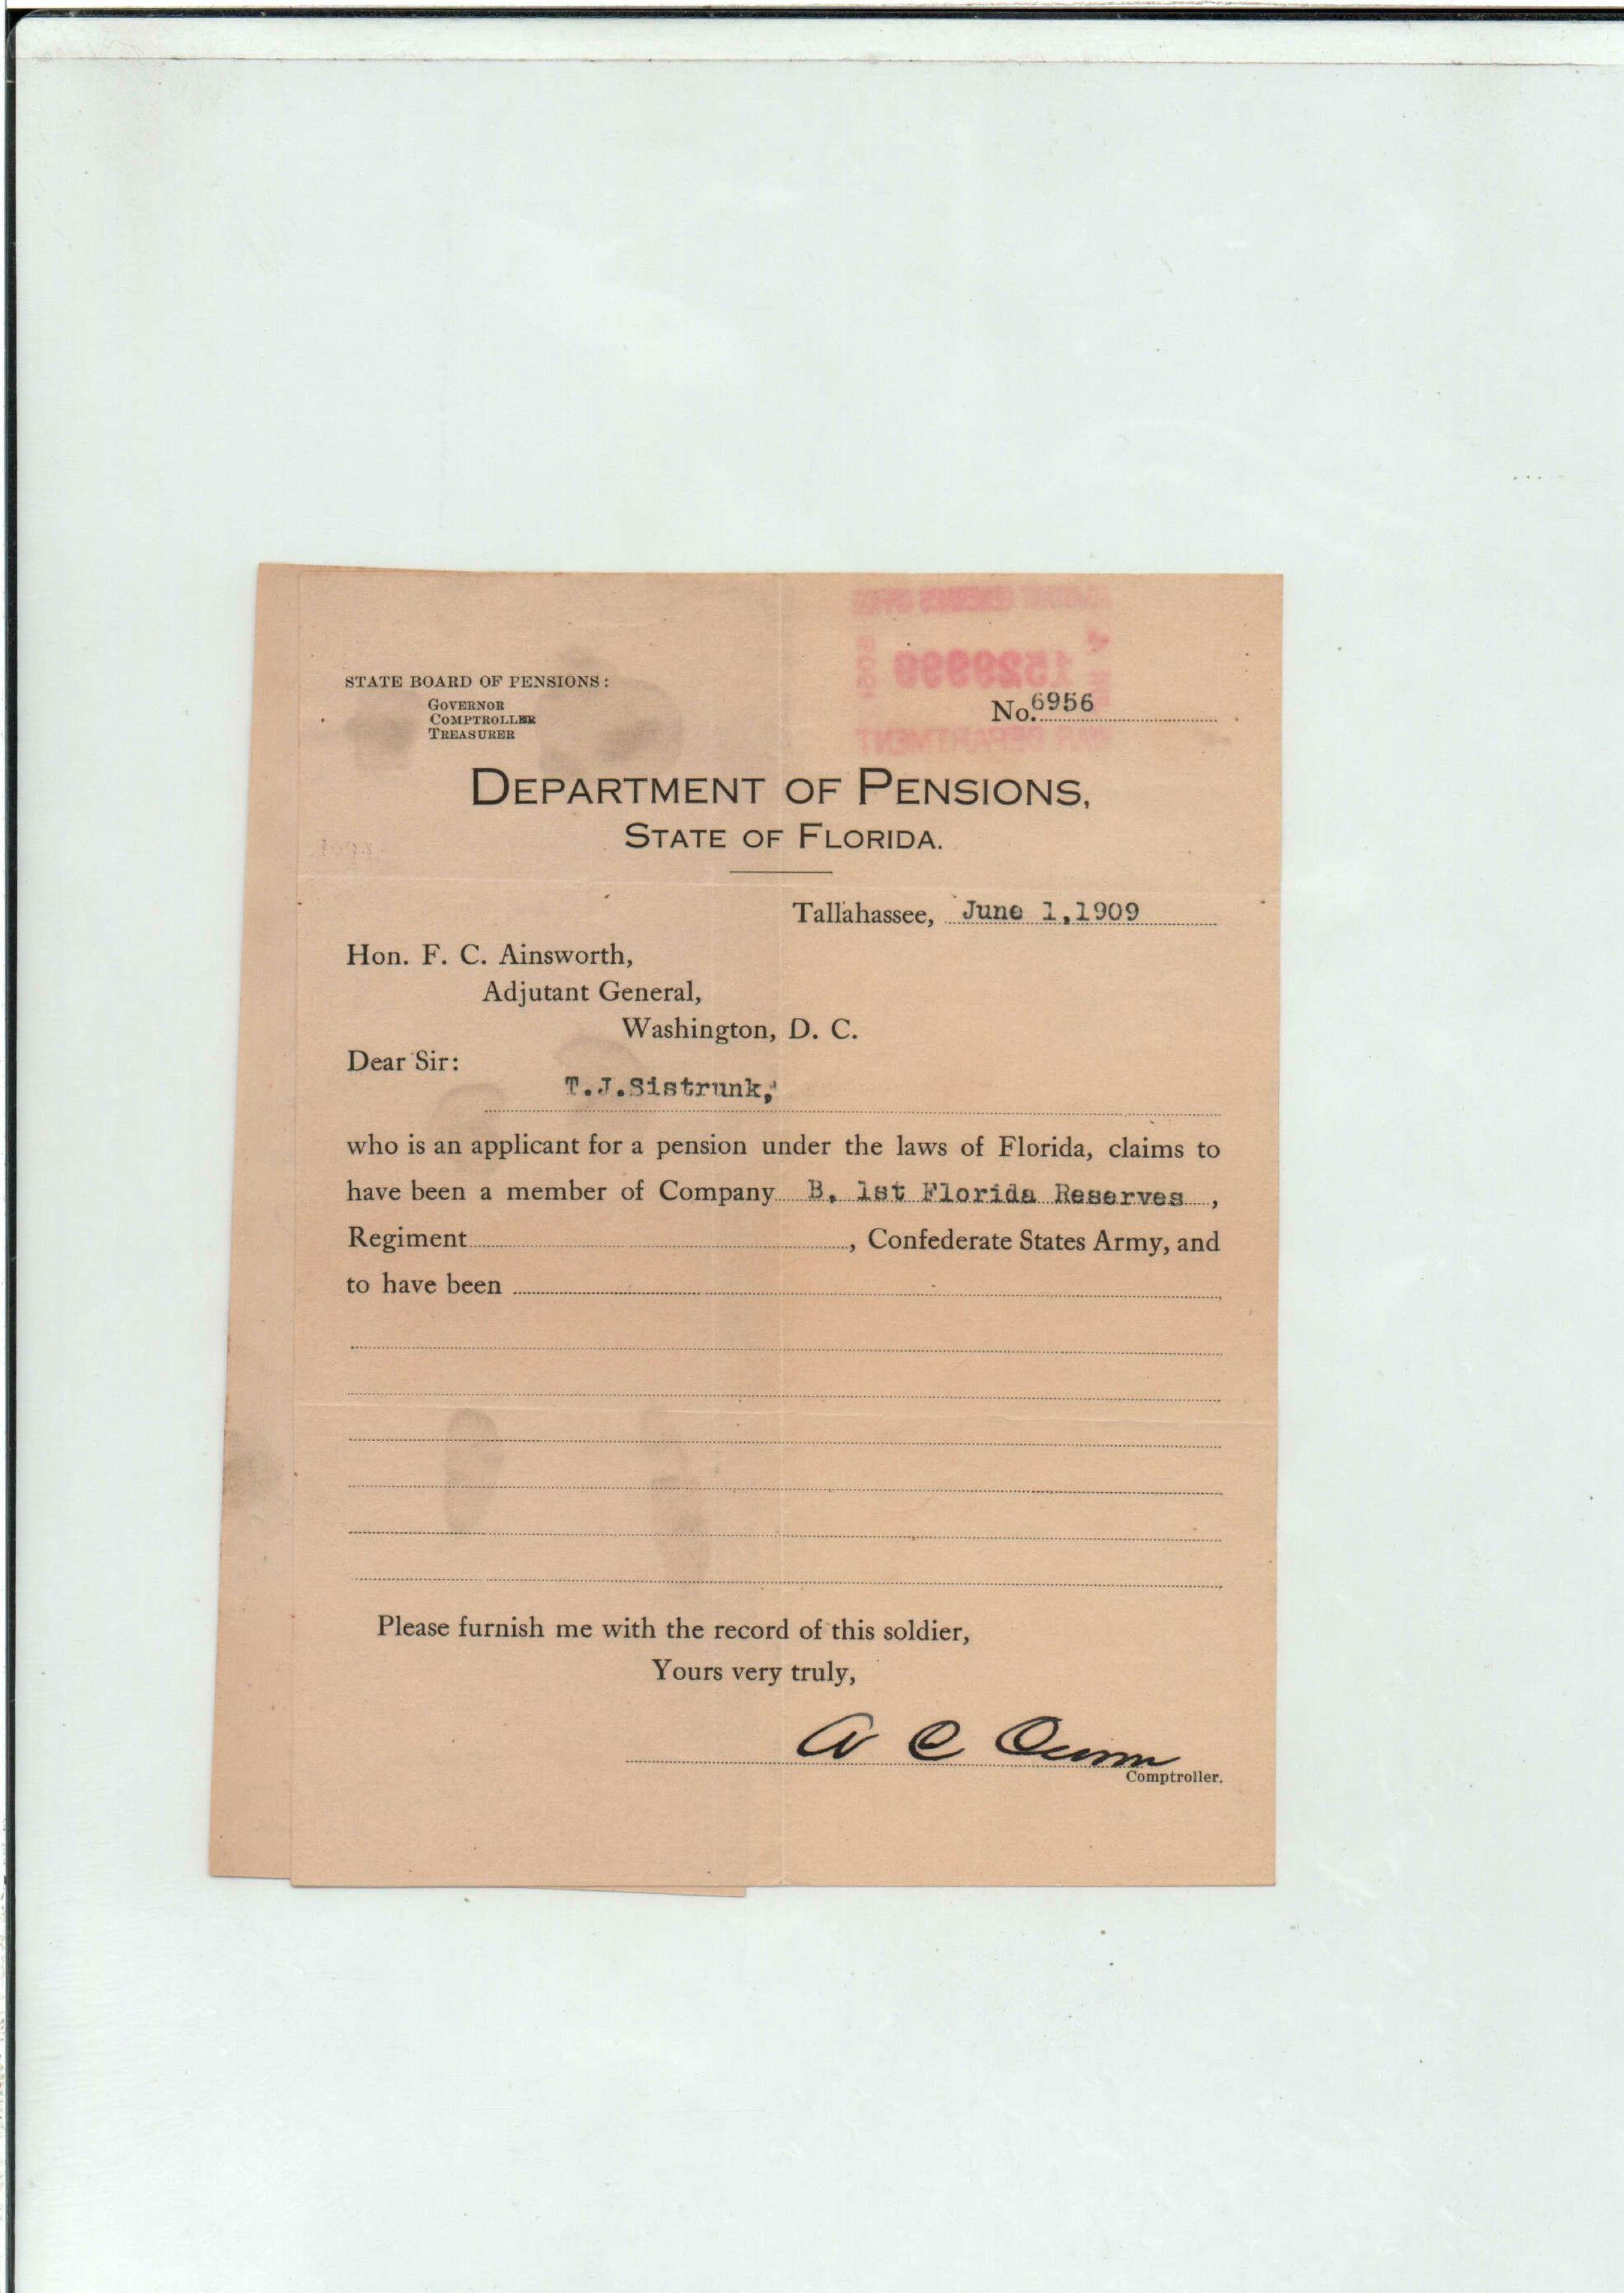 STATE BOARD OF PENSIONS:
GOVERNOR
COMPTROLLER
TREASURER
No. 6956
WAR DEPARTMENT
DEPARTMENT OF PENSIONS,
STATE OF FLORIDA.
Tallahassee, June 1,1909
Hon. F. C. Ainsworth,
Adjutant General,
Washington, D. C.
Dear Sir:
T.J.Sistrunk,
who is an applicant for a pension under the laws of Florida, claims to
have been a member of Company B, 1st Florida Reserves ,
Regiment , Confederate States Army, and
to have been
Please furnish me with the record of this soldier,
Yours very truly,
A C Croom
Comptroller.